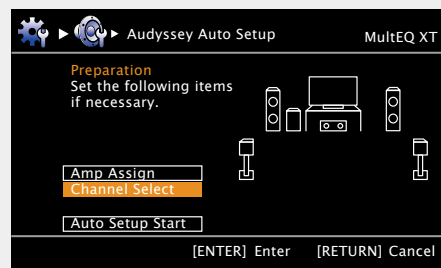 Audyssey Auto Setup
MultEQ XT
Preparation
Set the following items
if necessary.
Amp Assign
Channel Select
Auto Setup Start
[ENTER] Enter [RETURN] Cancel